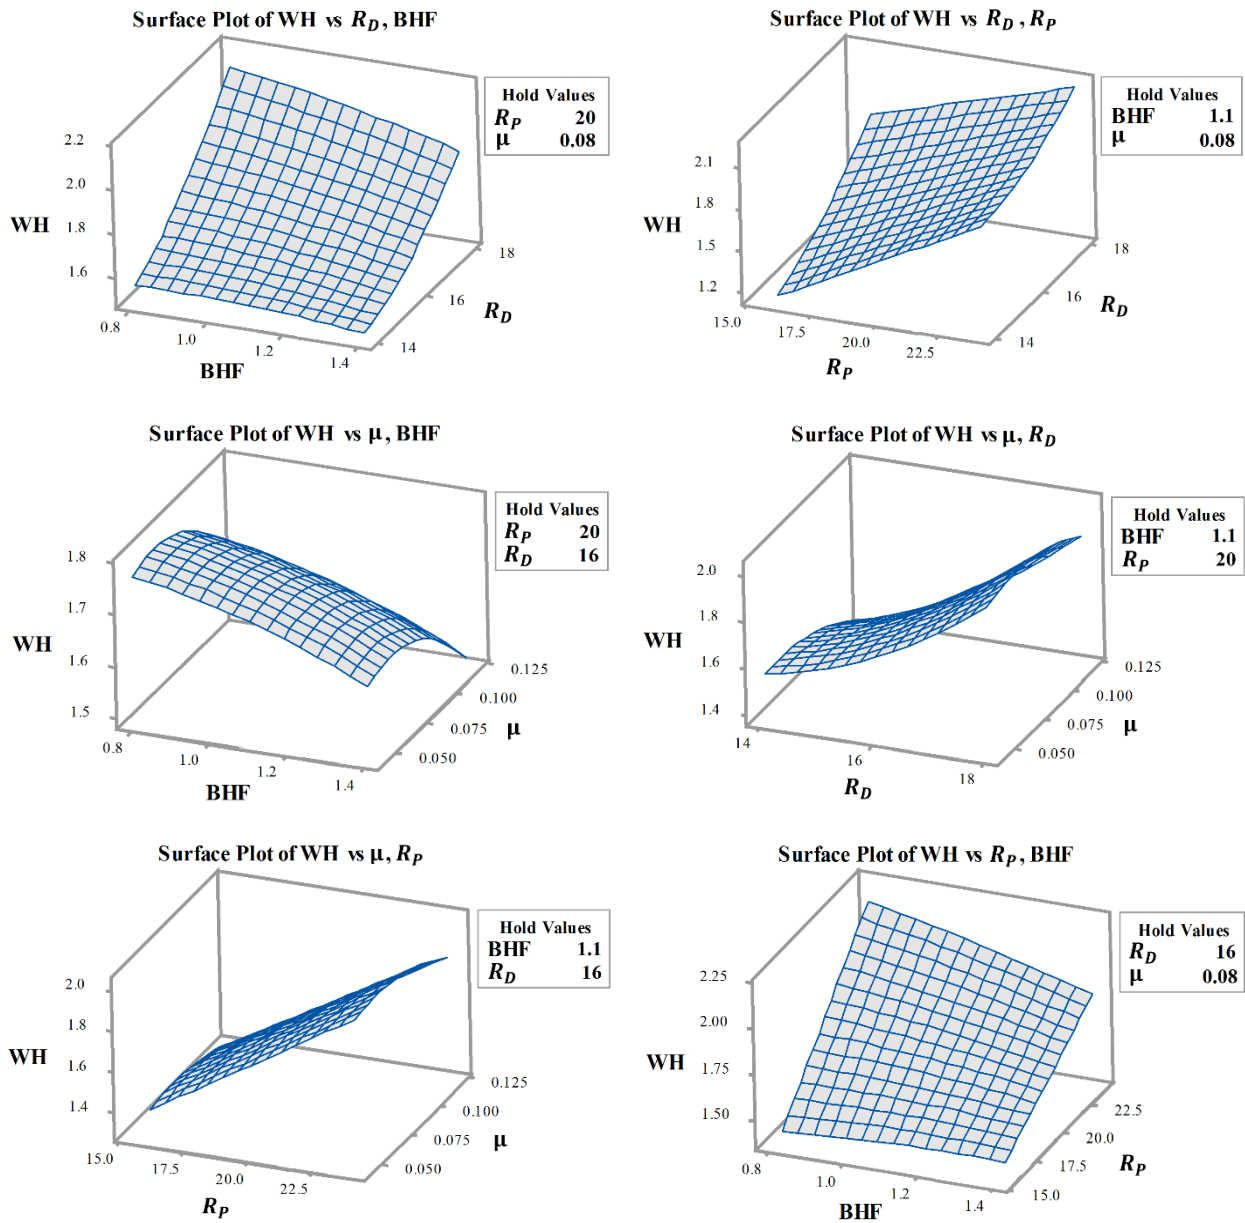 Surface Plot of WH vs R_D, BHF
Hold Values
R_P 20
μ 0.08
2.2
2.0
1.8
1.6
WH
0.8
1.0
1.2
1.4
BHF
14
16
18
R_D
Surface Plot of WH vs R_D, R_P
Hold Values
BHF 1.1
μ 0.08
2.1
1.8
1.5
1.2
WH
15.0
17.5
20.0
22.5
R_P
14
16
18
R_D
Surface Plot of WH vs μ, BHF
Hold Values
R_P 20
R_D 16
1.8
1.7
1.6
1.5
WH
0.8
1.0
1.2
1.4
BHF
0.050
0.075
0.100
0.125
μ
Surface Plot of WH vs μ, R_D
Hold Values
BHF 1.1
R_P 20
2.0
1.8
1.6
1.4
WH
14
16
18
R_D
0.050
0.075
0.100
0.125
μ
Surface Plot of WH vs μ, R_P
Hold Values
BHF 1.1
R_D 16
2.0
1.8
1.6
1.4
WH
15.0
17.5
20.0
22.5
R_P
0.050
0.075
0.100
0.125
μ
Surface Plot of WH vs R_P, BHF
Hold Values
R_D 16
μ 0.08
2.25
2.00
1.75
1.50
WH
0.8
1.0
1.2
1.4
BHF
15.0
17.5
20.0
22.5
R_P